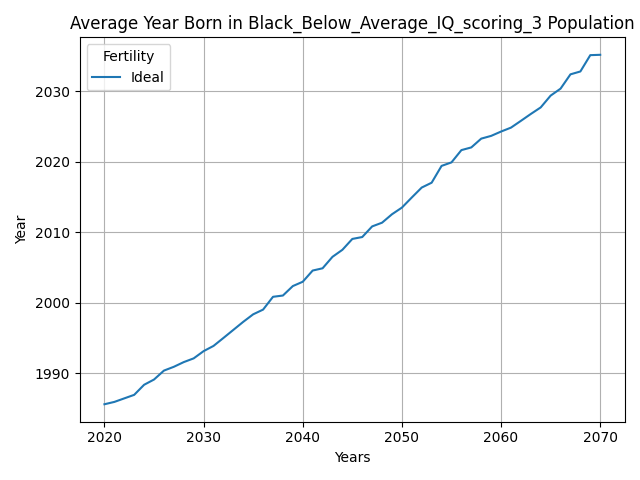 Average Year Born in Black_Below_Average_IQ_scoring_3 Population
Fertility
Ideal
Year
2030
2020
2010
2000
1990
2020 2030 2040 2050 2060 2070
Years